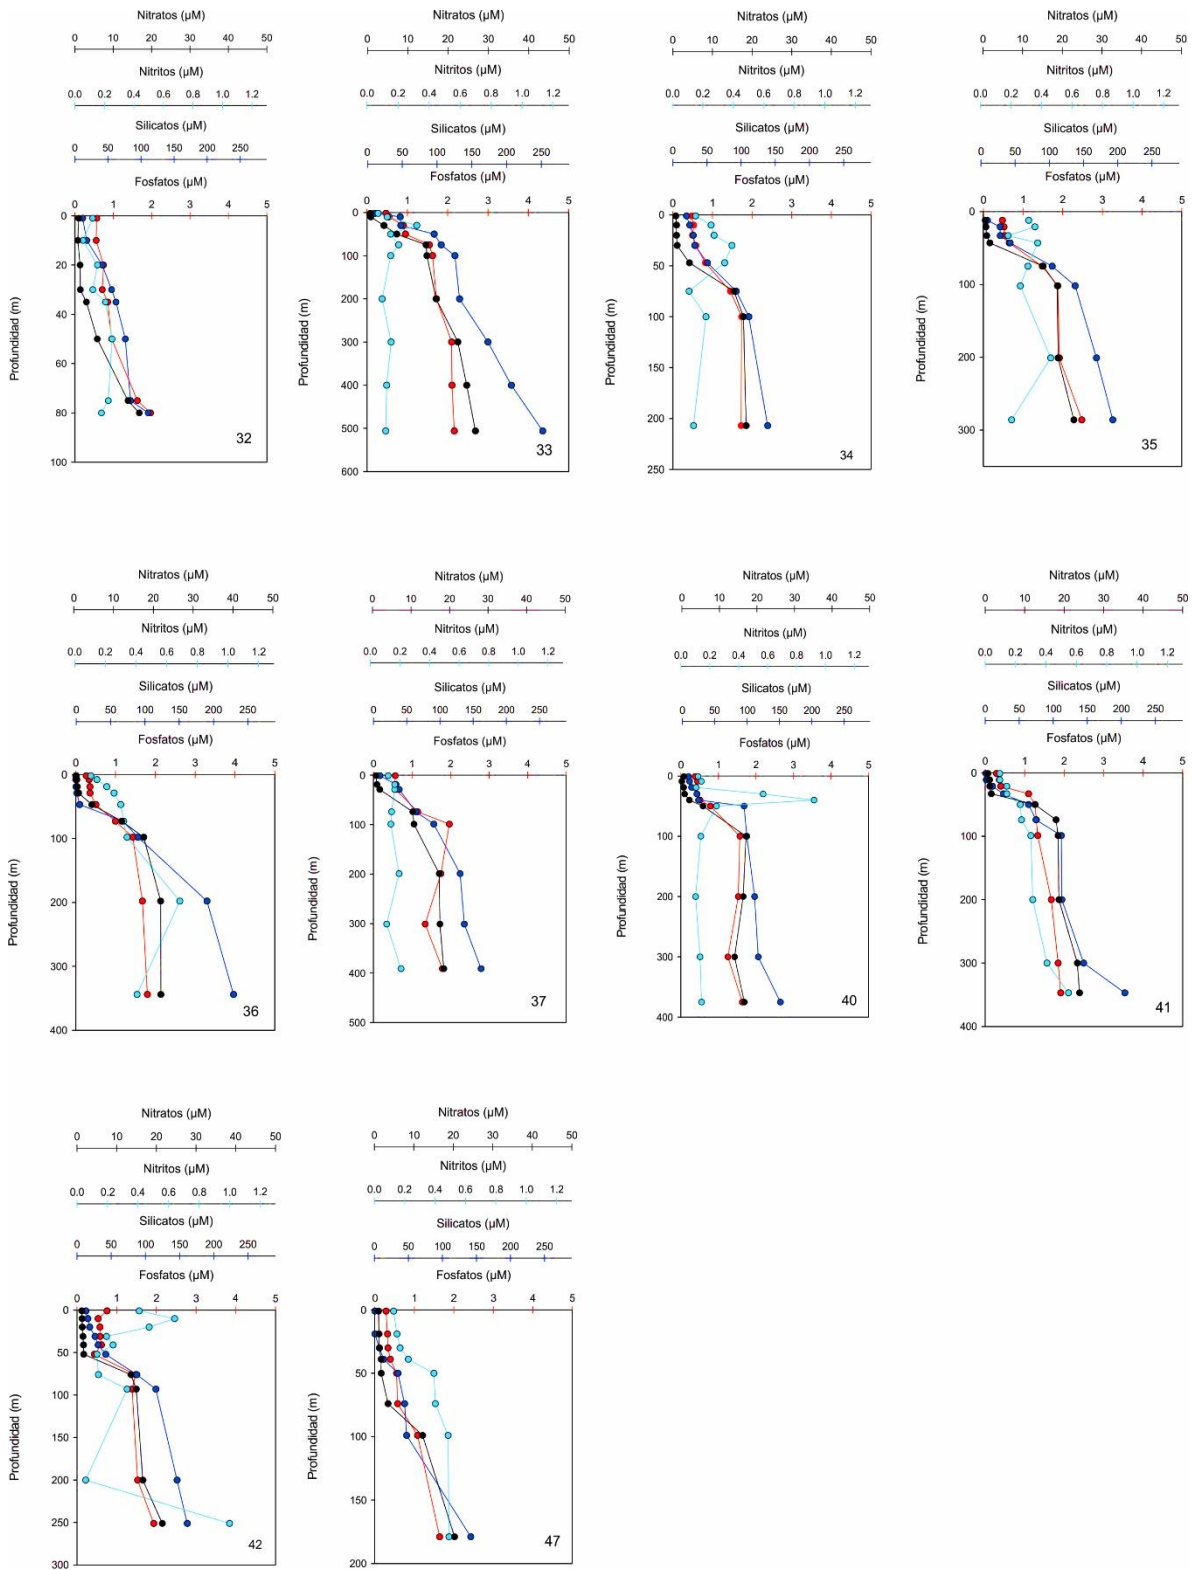 Nitratos (µM)
0 10 20 30 40 50
Nitritos (µM)
0.0 0.2 0.4 0.6 0.8 1.0 1.2
Silicatos (µM)
0 50 100 150 200 250
Fosfatos (µM)
0 1 2 3 4 5
Profundidad (m)
0
20
40
60
80
100
32
Nitratos (µM)
0 10 20 30 40 50
Nitritos (µM)
0.0 0.2 0.4 0.6 0.8 1.0 1.2
Silicatos (µM)
0 50 100 150 200 250
Fosfatos (µM)
0 1 2 3 4 5
Profundidad (m)
0
100
200
300
400
500
600
33
Nitratos (µM)
0 10 20 30 40 50
Nitritos (µM)
0.0 0.2 0.4 0.6 0.8 1.0 1.2
Silicatos (µM)
0 50 100 150 200 250
Fosfatos (µM)
0 1 2 3 4 5
Profundidad (m)
0
50
100
150
200
250
34
Nitratos (µM)
0 10 20 30 40 50
Nitritos (µM)
0.0 0.2 0.4 0.6 0.8 1.0 1.2
Silicatos (µM)
0 50 100 150 200 250
Fosfatos (µM)
0 1 2 3 4 5
Profundidad (m)
0
100
200
300
35
Nitratos (µM)
0 10 20 30 40 50
Nitritos (µM)
0.0 0.2 0.4 0.6 0.8 1.0 1.2
Silicatos (µM)
0 50 100 150 200 250
Fosfatos (µM)
0 1 2 3 4 5
Profundidad (m)
0
100
200
300
400
36
Nitratos (µM)
0 10 20 30 40 50
Nitritos (µM)
0.0 0.2 0.4 0.6 0.8 1.0 1.2
Silicatos (µM)
0 50 100 150 200 250
Fosfatos (µM)
0 1 2 3 4 5
Profundidad (m)
0
100
200
300
400
500
37
Nitratos (µM)
0 10 20 30 40 50
Nitritos (µM)
0.0 0.2 0.4 0.6 0.8 1.0 1.2
Silicatos (µM)
0 50 100 150 200 250
Fosfatos (µM)
0 1 2 3 4 5
Profundidad (m)
0
100
200
300
400
40
Nitratos (µM)
0 10 20 30 40 50
Nitritos (µM)
0.0 0.2 0.4 0.6 0.8 1.0 1.2
Silicatos (µM)
0 50 100 150 200 250
Fosfatos (µM)
0 1 2 3 4 5
Profundidad (m)
0
100
200
300
400
41
Nitratos (µM)
0 10 20 30 40 50
Nitritos (µM)
0.0 0.2 0.4 0.6 0.8 1.0 1.2
Silicatos (µM)
0 50 100 150 200 250
Fosfatos (µM)
0 1 2 3 4 5
Profundidad (m)
0
50
100
150
200
250
300
42
Nitratos (µM)
0 10 20 30 40 50
Nitritos (µM)
0.0 0.2 0.4 0.6 0.8 1.0 1.2
Silicatos (µM)
0 50 100 150 200 250
Fosfatos (µM)
0 1 2 3 4 5
Profundidad (m)
0
50
100
150
200
47